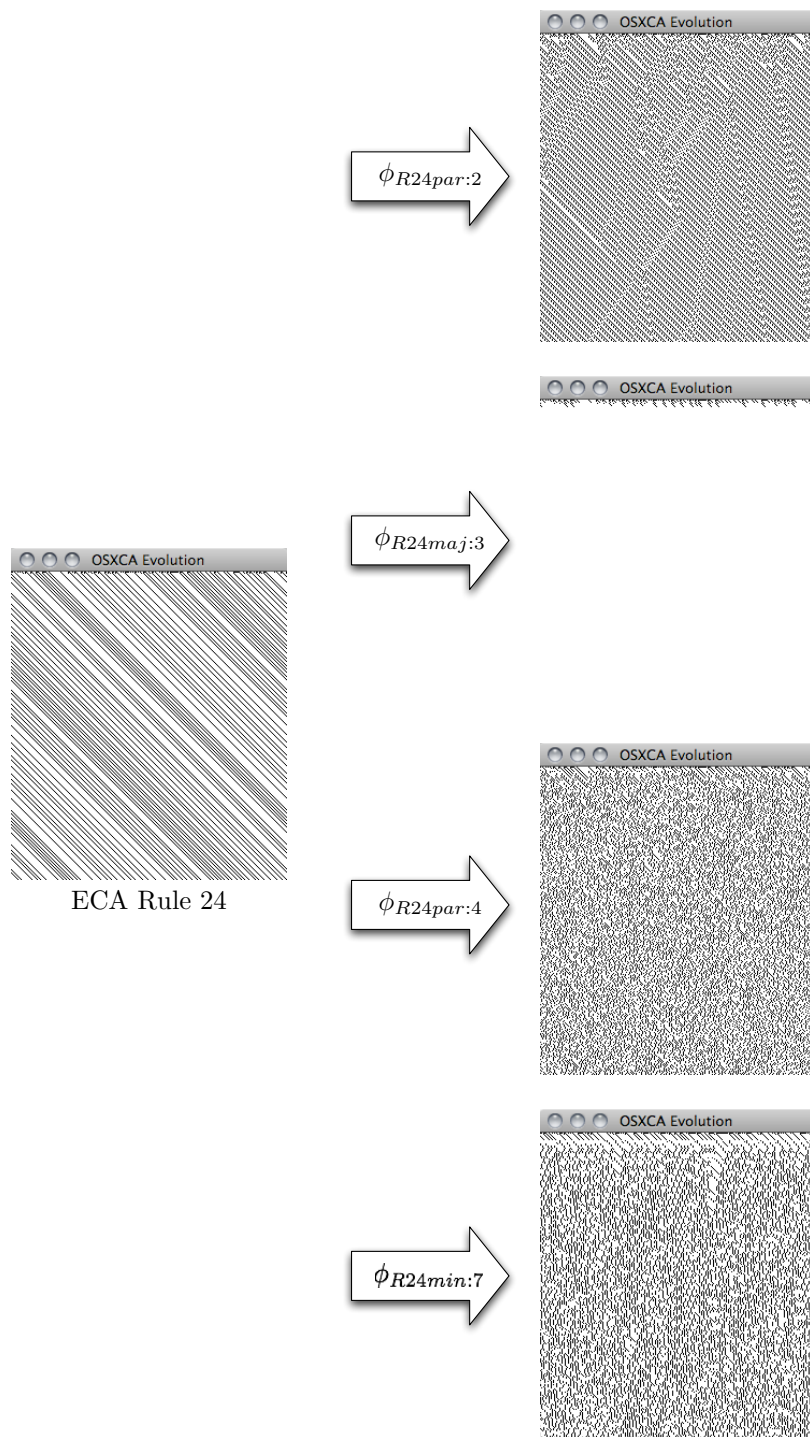 OSXCA Evolution
ϕR24par:2
OSXCA Evolution
ϕR24maj:3
OSXCA Evolution
ECA Rule 24
OSXCA Evolution
ϕR24par:4
OSXCA Evolution
ϕR24min:7